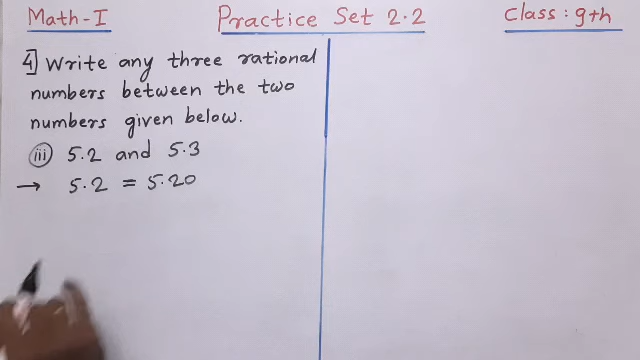 Math-I
Practice Set 2.2
Class: 9th
4] Write any three rational
numbers between the two
numbers given below.
(iii) 5.2 and 5.3
→ 5.2 = 5.20